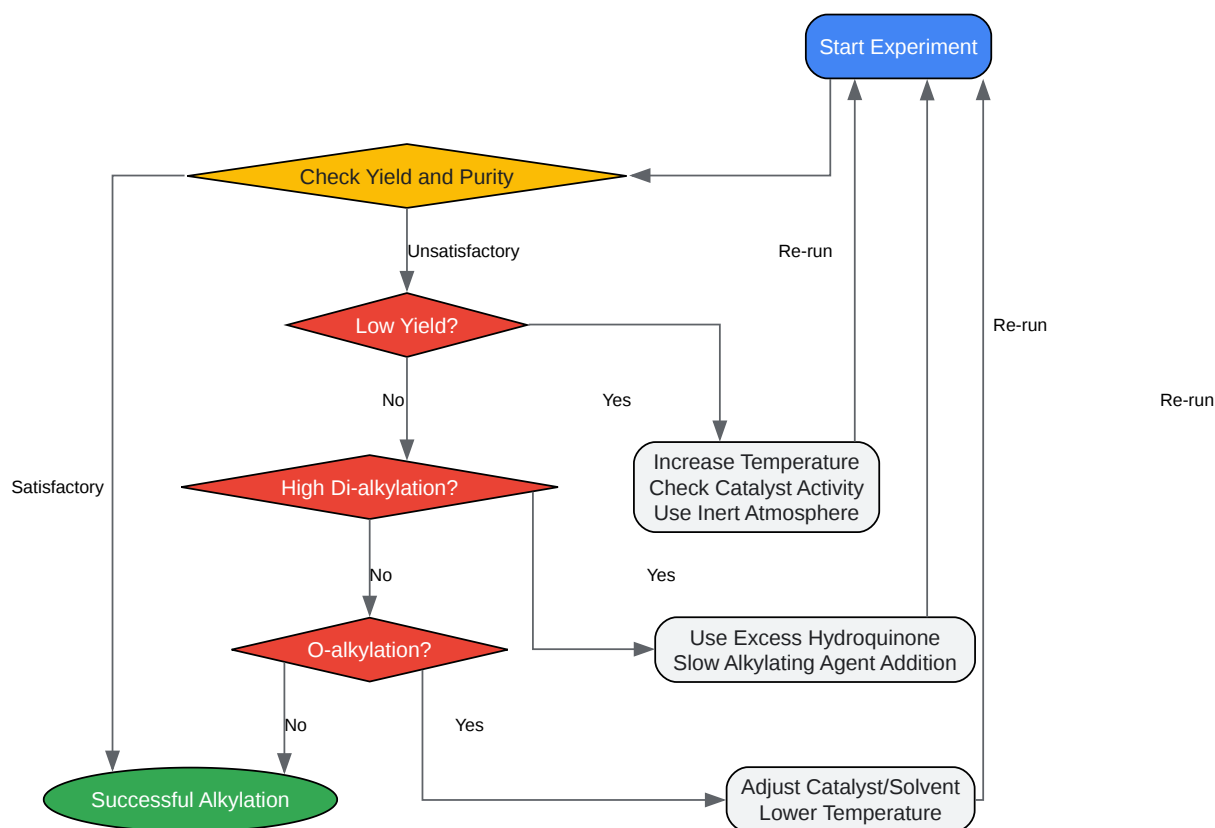 Start Experiment
Check Yield and Purity
Unsatisfactory
Re-run
Low Yield?
Re-run
No
Yes
Re-run
Increase Temperature
Check Catalyst Activity
Use Inert Atmosphere
Satisfactory
High Di-alkylation?
No
Yes
Use Excess Hydroquinone
Slow Alkylating Agent Addition
O-alkylation?
No
Yes
Adjust Catalyst/Solvent
Lower Temperature
Successful Alkylation